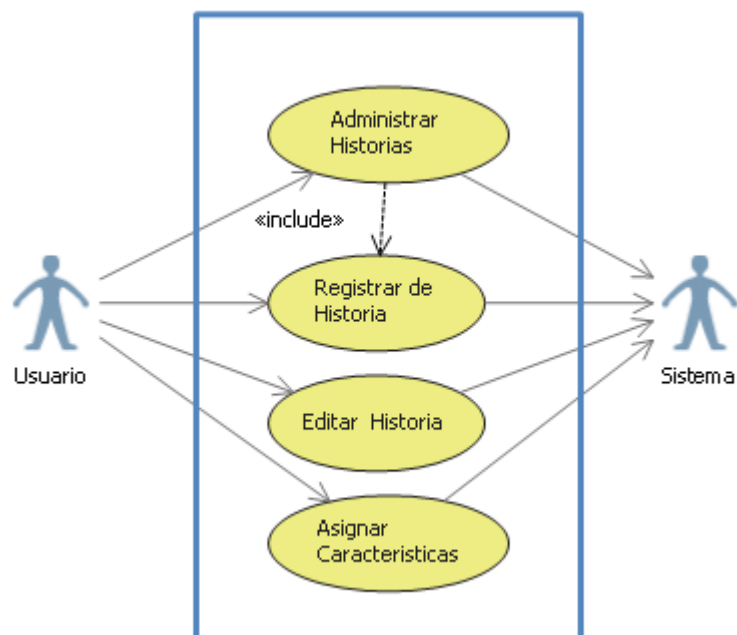 Administrar
Historias
«include»
Registrar de
Historia
Usuario
Sistema
Editar Historia
Asignar
Caracteristicas